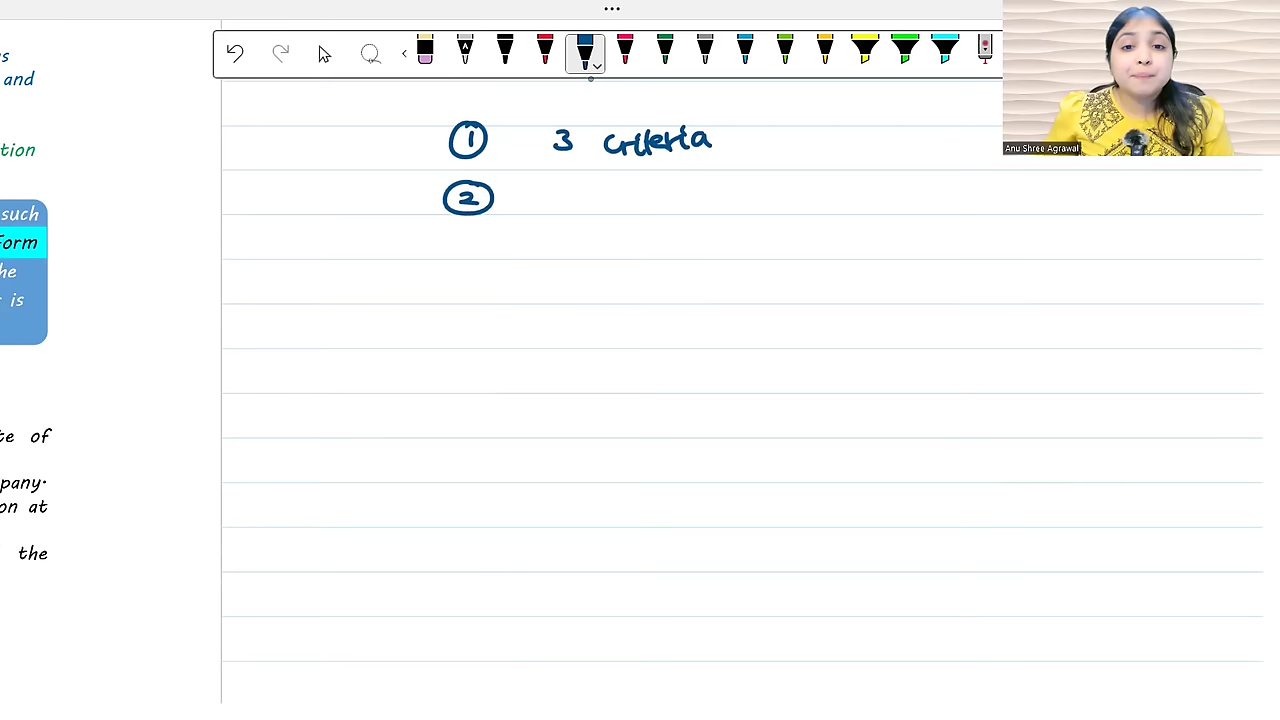 and
tion
such
Form
he
is
te of
pany.
on at
the
① 3 criteria
②
Anu Shree Agrawal